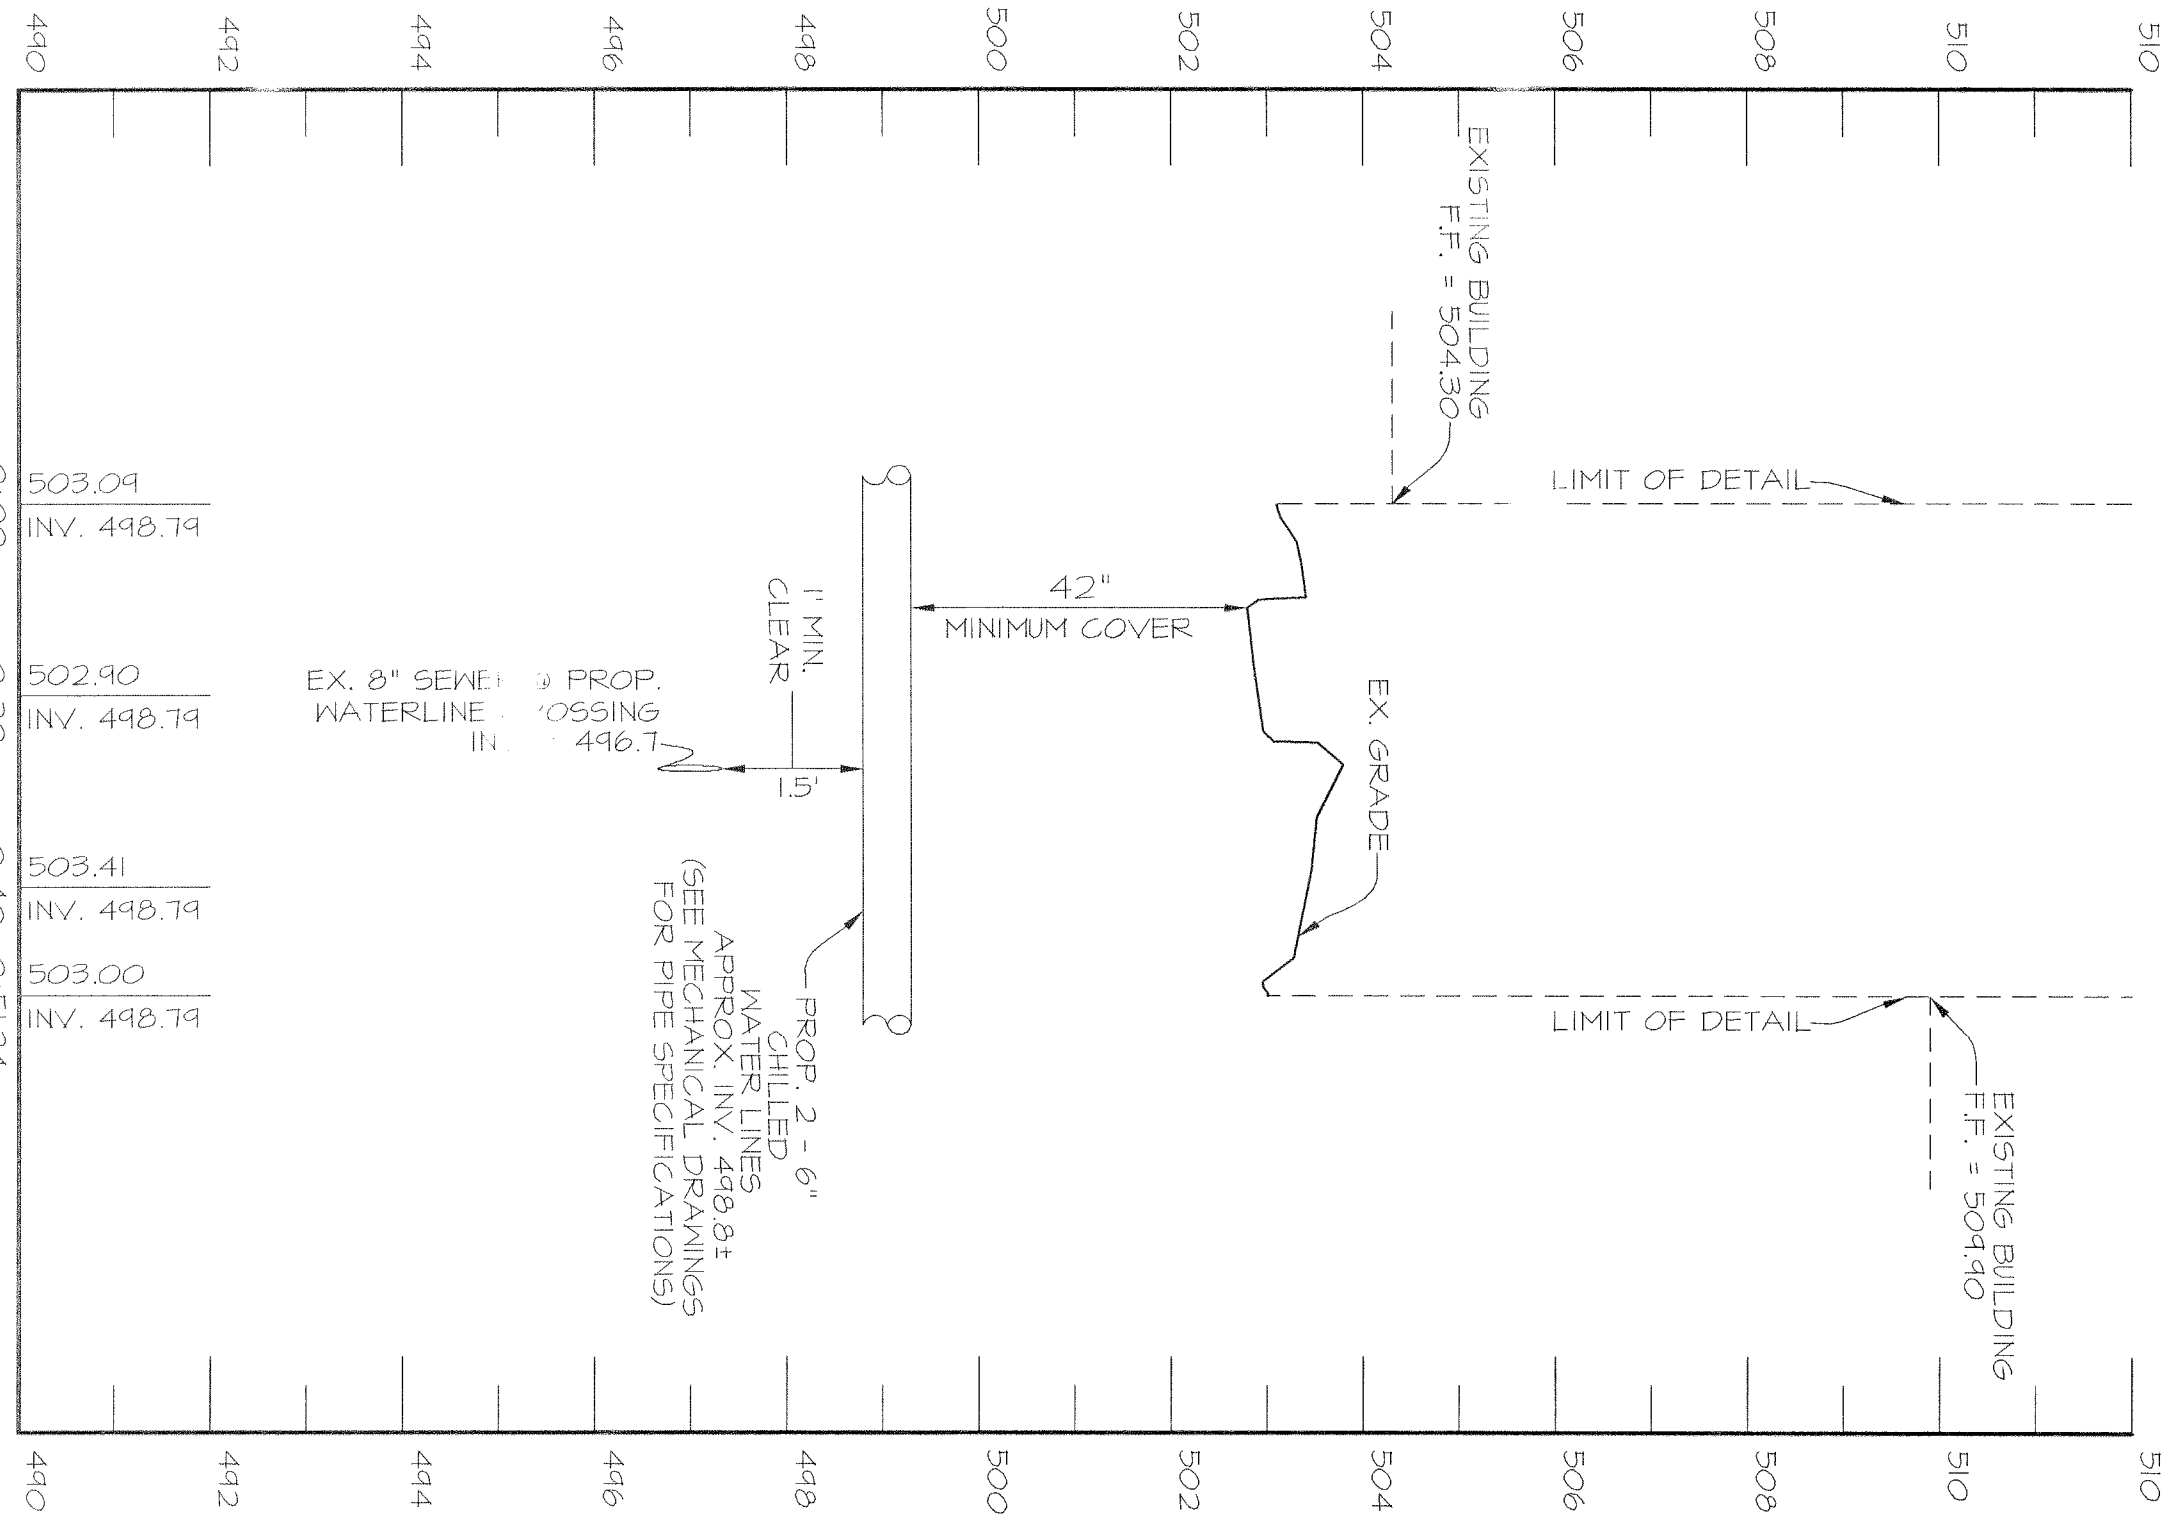 490
492
494
496
498
500
502
504
506
508
510
510
EXISTING BUILDING
F.F. = 504.30
LIMIT OF DETAIL
503.09
INV. 498.79
42"
MINIMUM COVER
1' MIN.
CLEAR
502.90
INV. 498.79
EX. 8" PROP.
WATERLINE
496.7
1.5'
EX. GRADE
503.41
INV. 498.79
503.00
INV. 498.79
PROP. 2 - 6"
CHILLED
WATER LINES
APPROX. INV. 498.8±
(SEE MECHANICAL DRAWINGS
FOR PIPE SPECIFICATIONS)
LIMIT OF DETAIL
EXISTING BUILDING
F.F. = 509.90
490
492
494
496
498
500
502
504
506
508
510
510